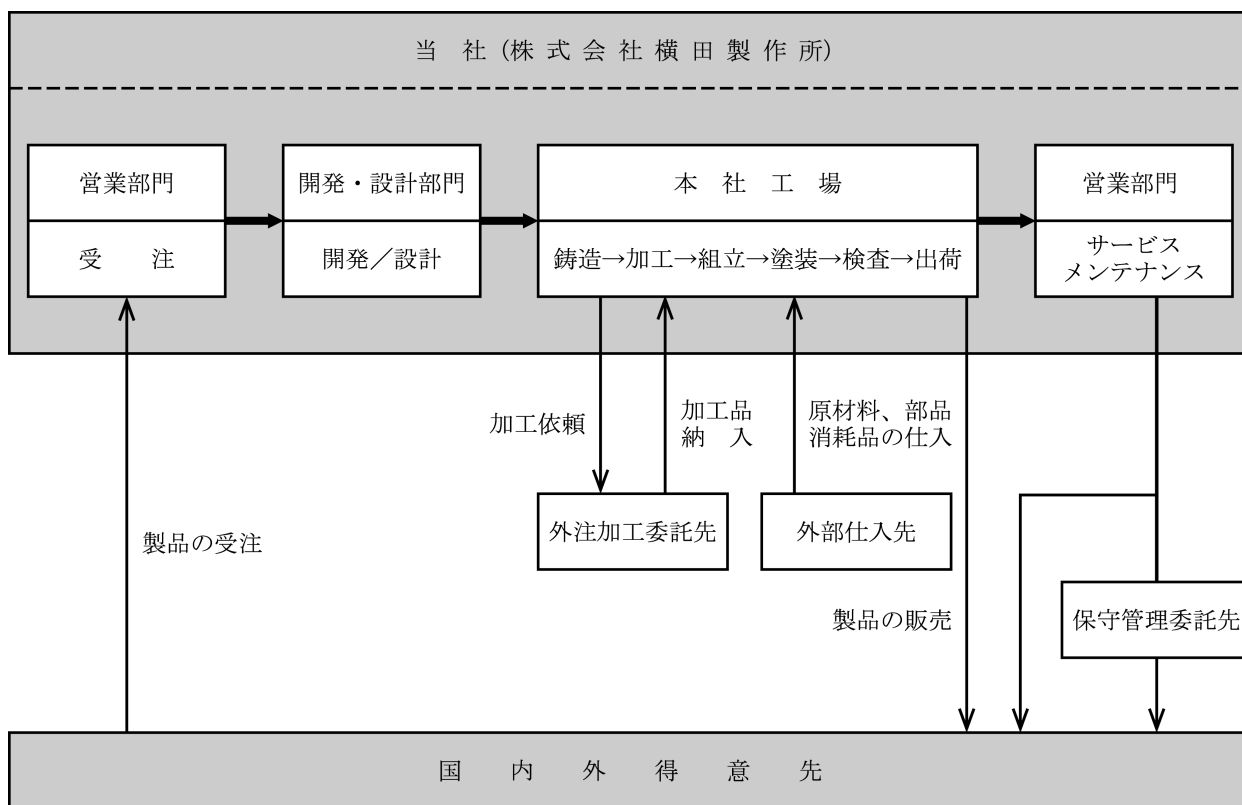 当社(株式会社横田製作所)
営業部門
受注
開発・設計部門
開発／設計
本社工場
鋳造→加工→組立→塗装→検査→出荷
営業部門
サービス
メンテナンス
加工依頼
加工品
納入
原材料、部品
消耗品の仕入
外注加工委託先
外部仕入先
製品の受注
製品の販売
保守管理委託先
国内外得意先